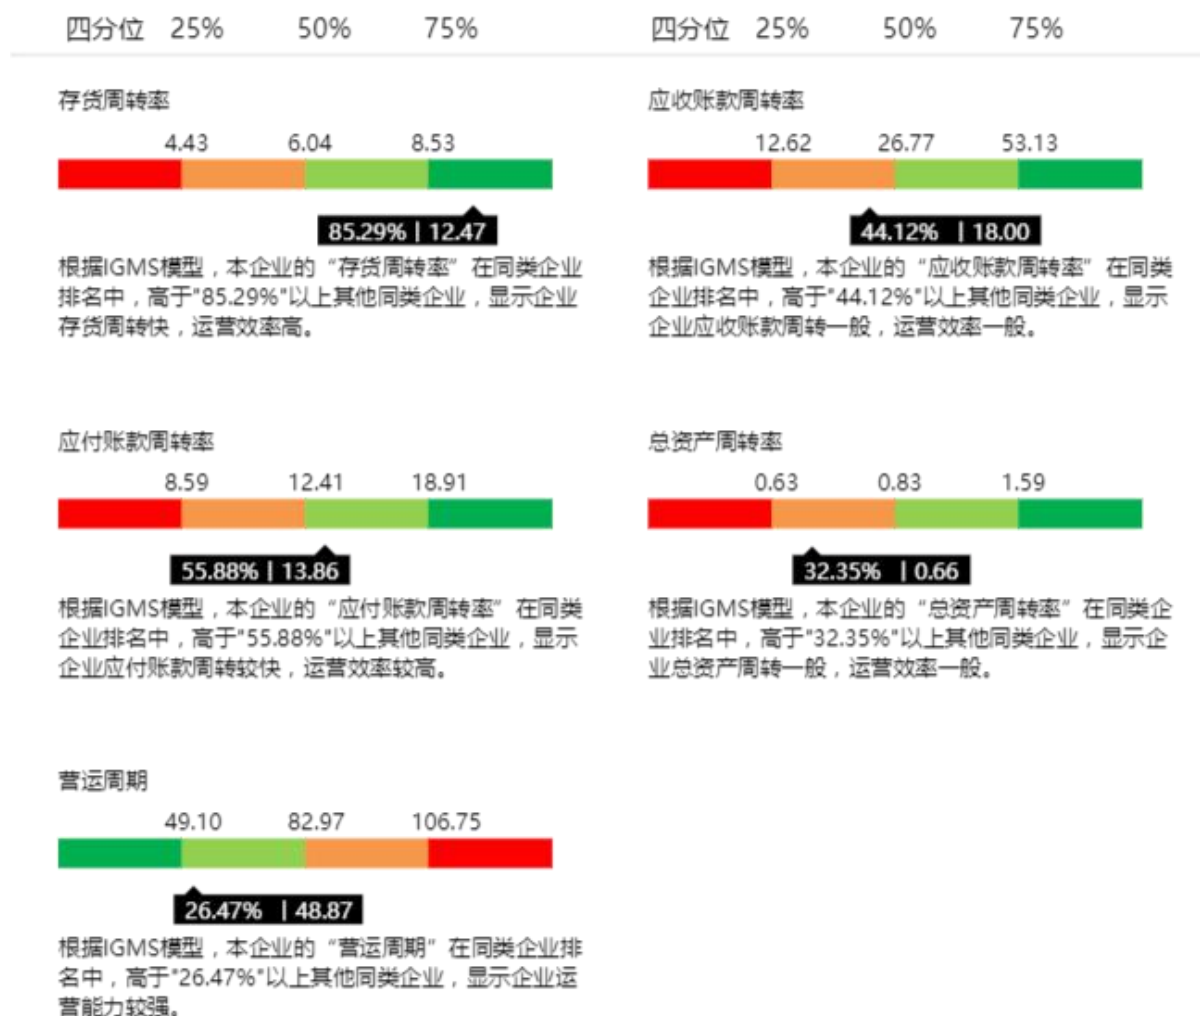 四分位 25% 50% 75%
四分位 25% 50% 75%
存货周转率
4.43 6.04 8.53
85.29% | 12.47
根据IGMS模型，本企业的“存货周转率”在同类企业
排名中，高于"85.29%"以上其他同类企业，显示企业
存货周转快，运营效率高。
应收账款周转率
12.62 26.77 53.13
44.12% | 18.00
根据IGMS模型，本企业的“应收账款周转率”在同类
企业排名中，高于"44.12%"以上其他同类企业，显示
企业应收账款周转一般，运营效率一般。
应付账款周转率
8.59 12.41 18.91
55.88% | 13.86
根据IGMS模型，本企业的“应付账款周转率”在同类
企业排名中，高于"55.88%"以上其他同类企业，显示
企业应付账款周转较快，运营效率较高。
总资产周转率
0.63 0.83 1.59
32.35% | 0.66
根据IGMS模型，本企业的“总资产周转率”在同类企
业排名中，高于"32.35%"以上其他同类企业，显示企
业总资产周转一般，运营效率一般。
营运周期
49.10 82.97 106.75
26.47% | 48.87
根据IGMS模型，本企业的“营运周期”在同类企业排
名中，高于"26.47%"以上其他同类企业，显示企业运
营能力较强。